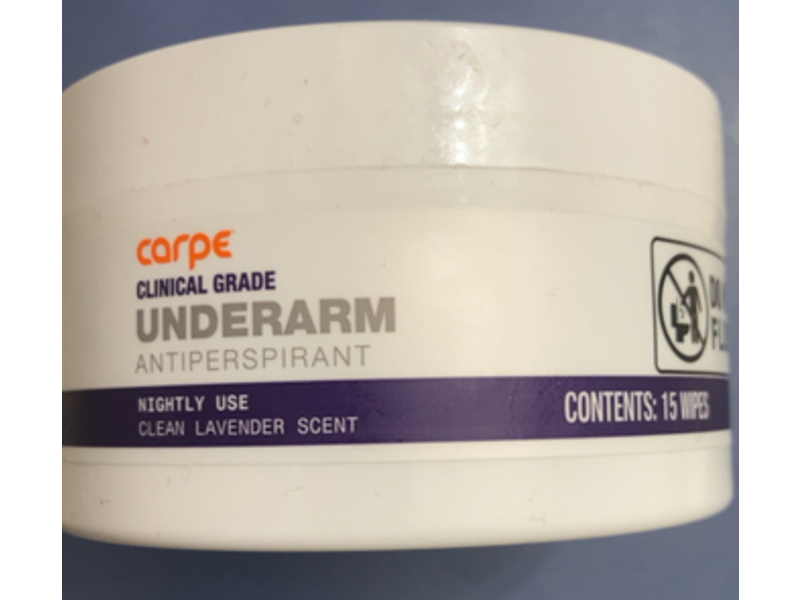 carpe
CLINICAL GRADE
UNDERARM
ANTIPERSPIRANT
NIGHTLY USE
CLEAN LAVENDER SCENT
CONTENTS: 15 WIPES